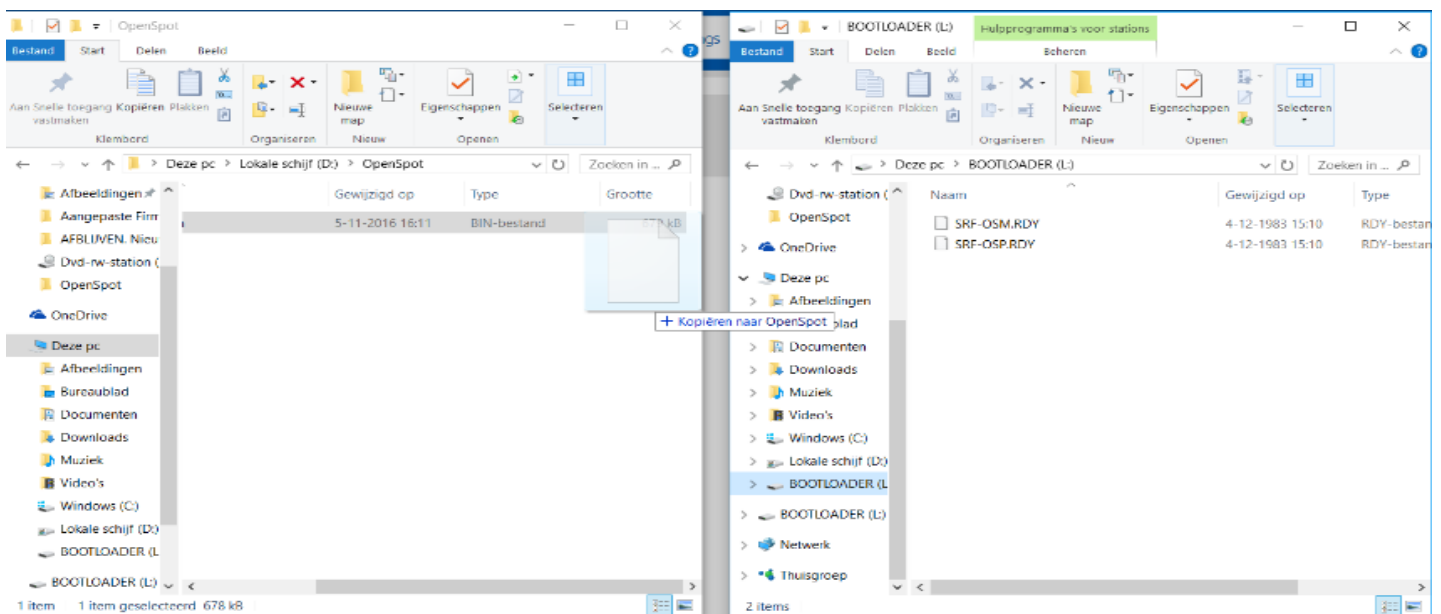 OpenSpot
Bestand Start Delen Beeld
Aan Snelle toegang vastmaken Kopiëren Plakken Nieuwe map Eigenschappen Selecteren
Klembord Organiseren Nieuw Openen
Deze pc > Lokale schijf (D:) > OpenSpot Zoeken in ...
Gewijzigd op Type Grootte
5-11-2016 16:11 BIN-bestand 679 kB
Afbeeldingen
Aangepaste Firm
AFBLIJVEN. Nieu
Dvd-rw-station (
OpenSpot
OneDrive
Deze pc
Afbeeldingen
Bureaublad
Documenten
Downloads
Muziek
Video's
Windows (C:)
Lokale schijf (D:)
BOOTLOADER (L
BOOTLOADER (L:)
1 item 1 item geselecteerd 678 kB
+ Kopiëren naar OpenSpot
ngs
BOOTLOADER (L:) Hulpprogramma's voor stations
Bestand Start Delen Beeld Beheren
Aan Snelle toegang vastmaken Kopiëren Plakken Nieuwe map Eigenschappen Selecteren
Klembord Organiseren Nieuw Openen
Deze pc > BOOTLOADER (L:) Zoeken in ...
Naam Gewijzigd op Type
SRF-OSM.RDY 4-12-1983 15:10 RDY-bestan
SRF-OSP.RDY 4-12-1983 15:10 RDY-bestan
Dvd-rw-station (
OpenSpot
OneDrive
Deze pc
Afbeeldingen
blad
Documenten
Downloads
Muziek
Video's
Windows (C:)
Lokale schijf (D:)
BOOTLOADER (L
BOOTLOADER (L:)
Netwerk
Thuisgroep
2 items